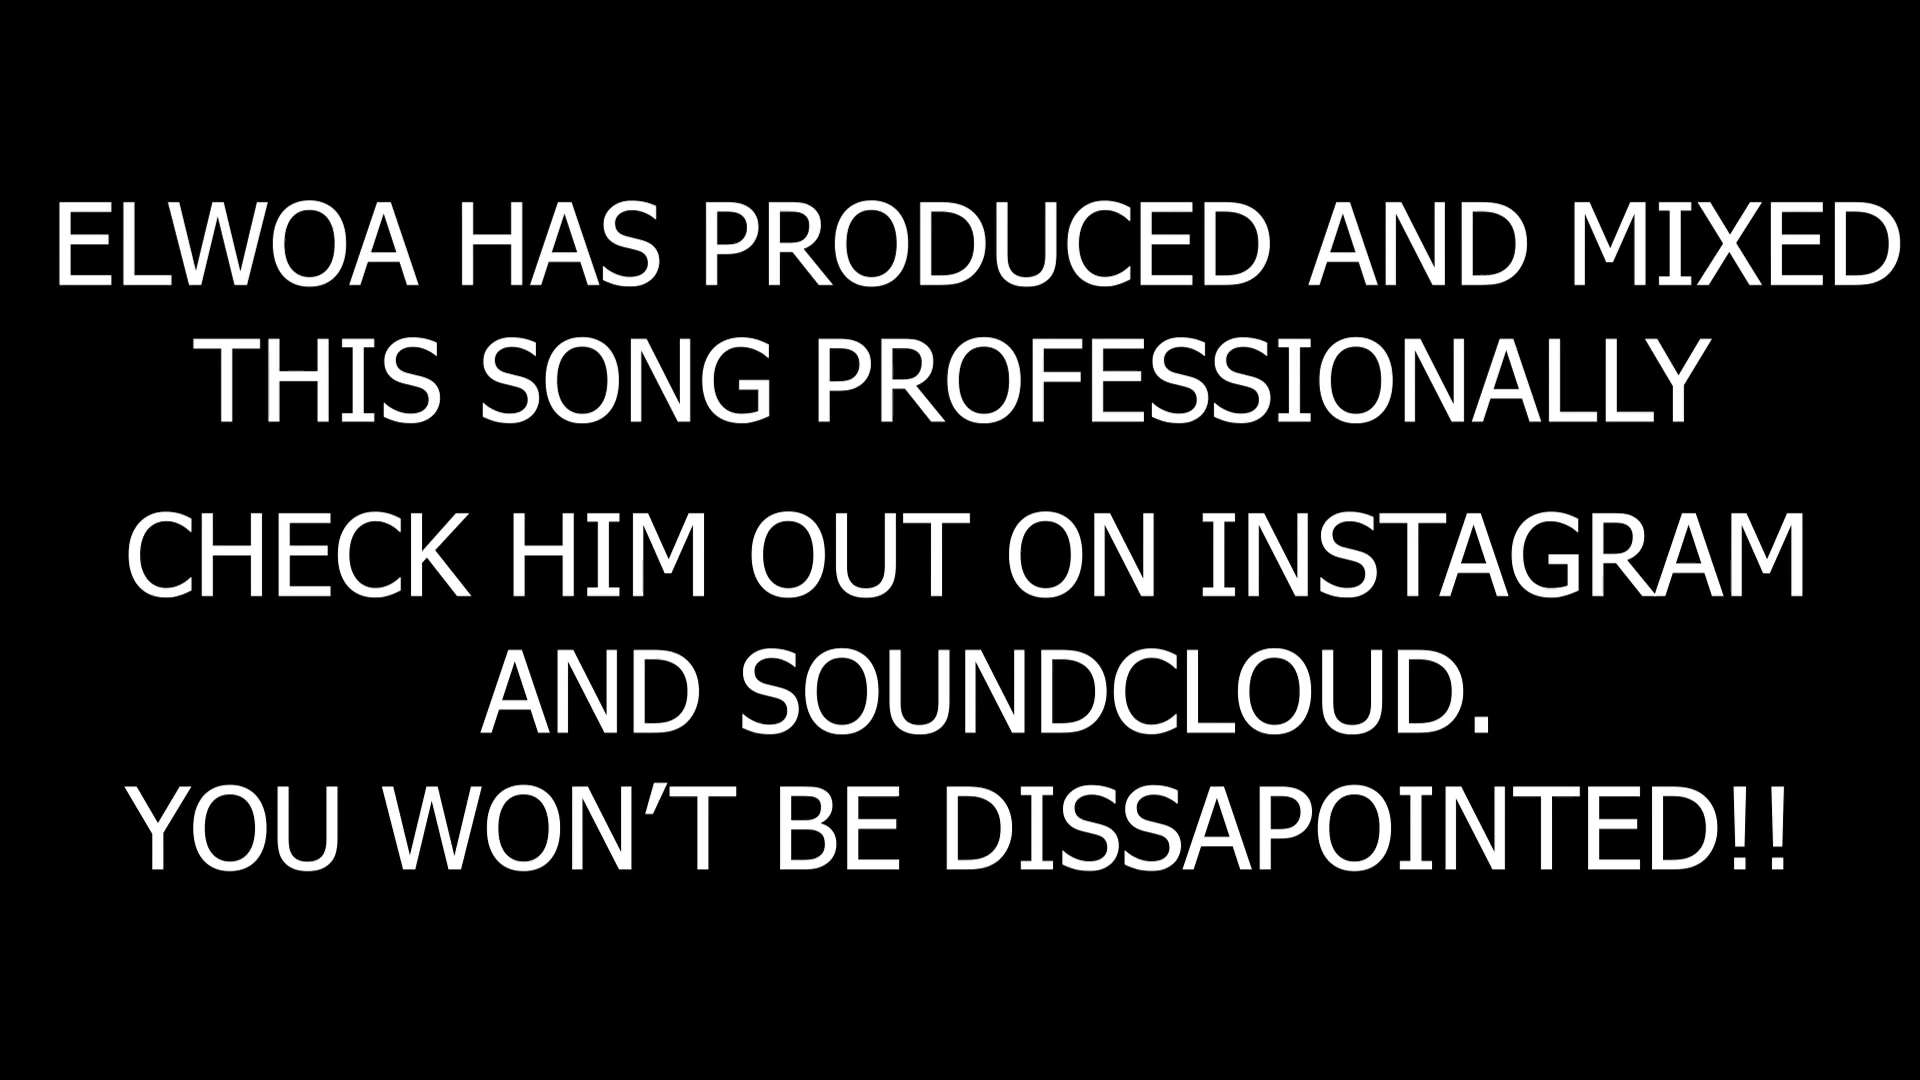 ELWOA HAS PRODUCED AND MIXED
THIS SONG PROFESSIONALLY
CHECK HIM OUT ON INSTAGRAM
AND SOUNDCLOUD.
YOU WON’T BE DISSAPOINTED!!